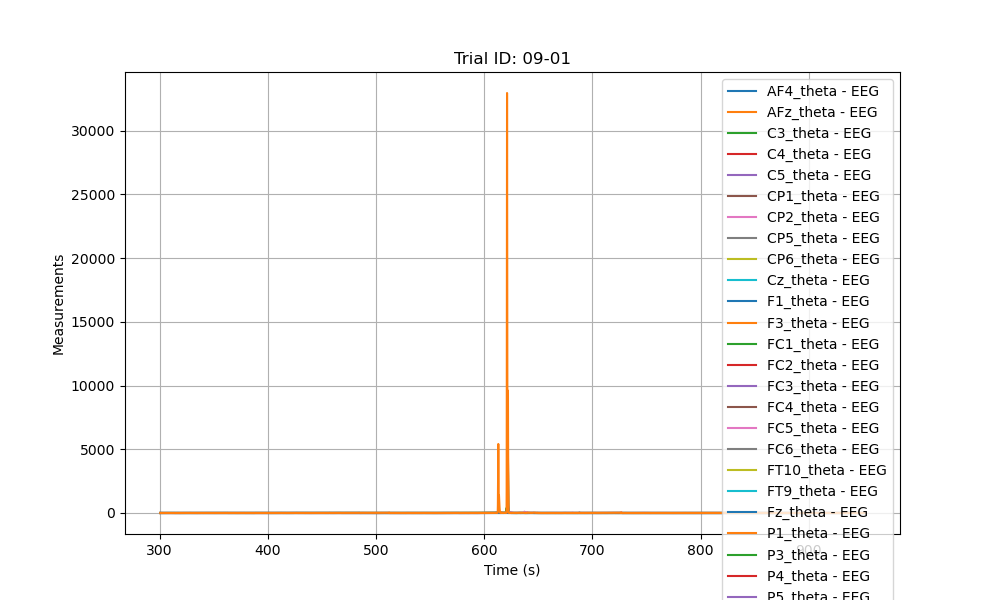 Trial ID: 09-01
Measurements
30000
25000
20000
15000
10000
5000
0
300
400
500
600
700
800
900
Time (s)
AF4_theta - EEG
AFz_theta - EEG
C3_theta - EEG
C4_theta - EEG
C5_theta - EEG
CP1_theta - EEG
CP2_theta - EEG
CP5_theta - EEG
CP6_theta - EEG
Cz_theta - EEG
F1_theta - EEG
F3_theta - EEG
FC1_theta - EEG
FC2_theta - EEG
FC3_theta - EEG
FC4_theta - EEG
FC5_theta - EEG
FC6_theta - EEG
FT10_theta - EEG
FT9_theta - EEG
Fz_theta - EEG
P1_theta - EEG
P3_theta - EEG
P4_theta - EEG
P5_theta - EEG